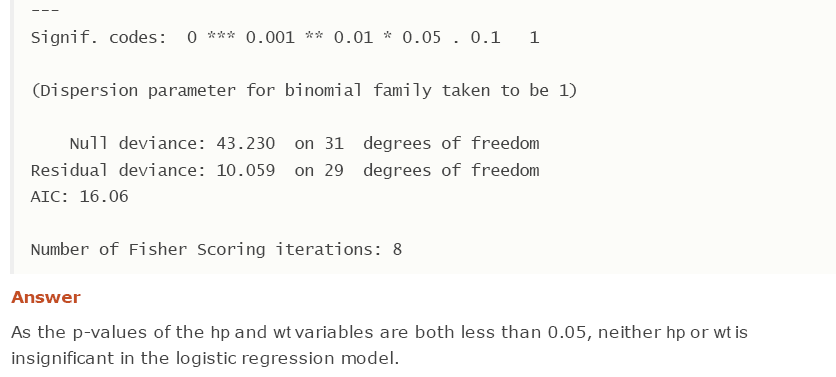 ---
Signif. codes:  0 *** 0.001 ** 0.01 * 0.05 . 0.1   1
(Dispersion parameter for binomial family taken to be 1)
    Null deviance: 43.230  on 31  degrees of freedom
Residual deviance: 10.059  on 29  degrees of freedom
AIC: 16.06
Number of Fisher Scoring iterations: 8
Answer
As the p-values of the hp and wt variables are both less than 0.05, neither hp or wt is
insignificant in the logistic regression model.